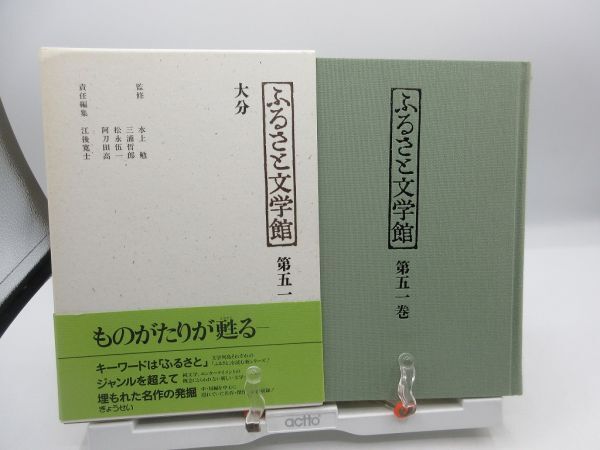 ふるさと文学館
第五一
大分
監修
水上 勉
三浦哲郎
松永伍一
阿刀田高
責任編集
江後寛士
ものがたりが甦る
キーワードは「ふるさと」
ジャンルを超えて
埋もれた名作の発掘
ぎょうせい
ふるさと文学館
第五一巻
actto